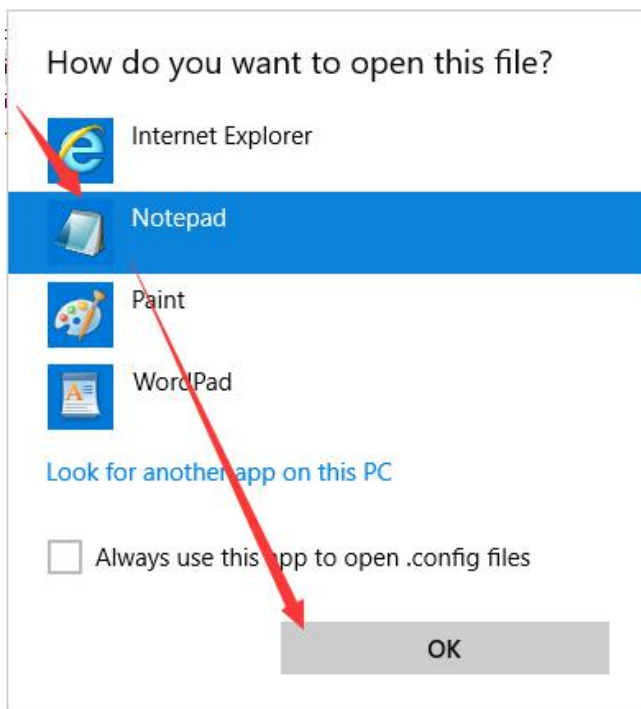 How do you want to open this file?
Internet Explorer
Notepad
Paint
WordPad
Look for another app on this PC
Always use this app to open .config files
OK